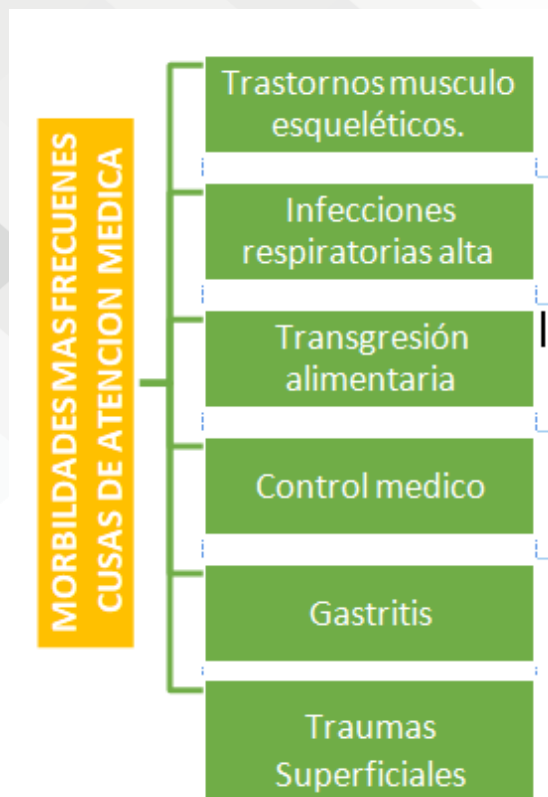 MORBILDADES MAS FRECUENES
CUSAS DE ATENCION MEDICA
Trastornos musculo
esqueléticos.
Infecciones
respiratorias alta
Transgresión
alimentaria
Control medico
Gastritis
Traumas
Superficiales